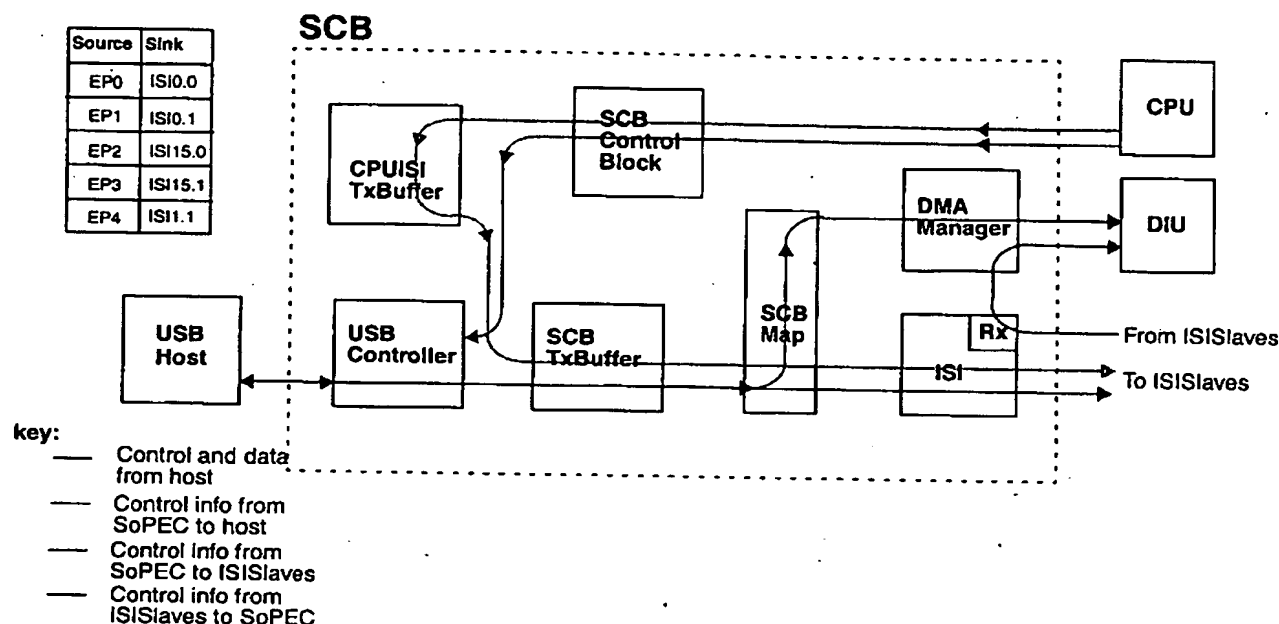 SCB
Source Sink
EP0 ISI0.0
EP1 ISI0.1
EP2 ISI15.0
EP3 ISI15.1
EP4 ISI1.1
CPUISI
TxBuffer
SCB
Control
Block
CPU
DMA
Manager
DIU
USB
Host
USB
Controller
SCB
TxBuffer
SCB
Map
Rx
ISI
From ISISlaves
To ISISlaves
key:
Control and data
from host
Control info from
SoPEC to host
Control info from
SoPEC to ISISlaves
Control info from
ISISlaves to SoPEC